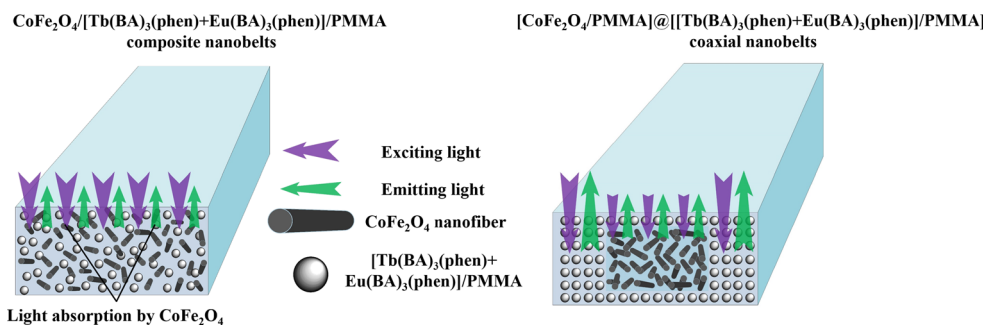 CoFe₂O₄/[Tb(BA)₃(phen)+Eu(BA)₃(phen)]/PMMA
composite nanobelts
[CoFe₂O₄/PMMA]@[[Tb(BA)₃(phen)+Eu(BA)₃(phen)]/PMMA]
coaxial nanobelts
Exciting light
Emitting light
CoFe₂O₄ nanofiber
[Tb(BA)₃(phen)+
Eu(BA)₃(phen)]/PMMA
Light absorption by CoFe₂O₄